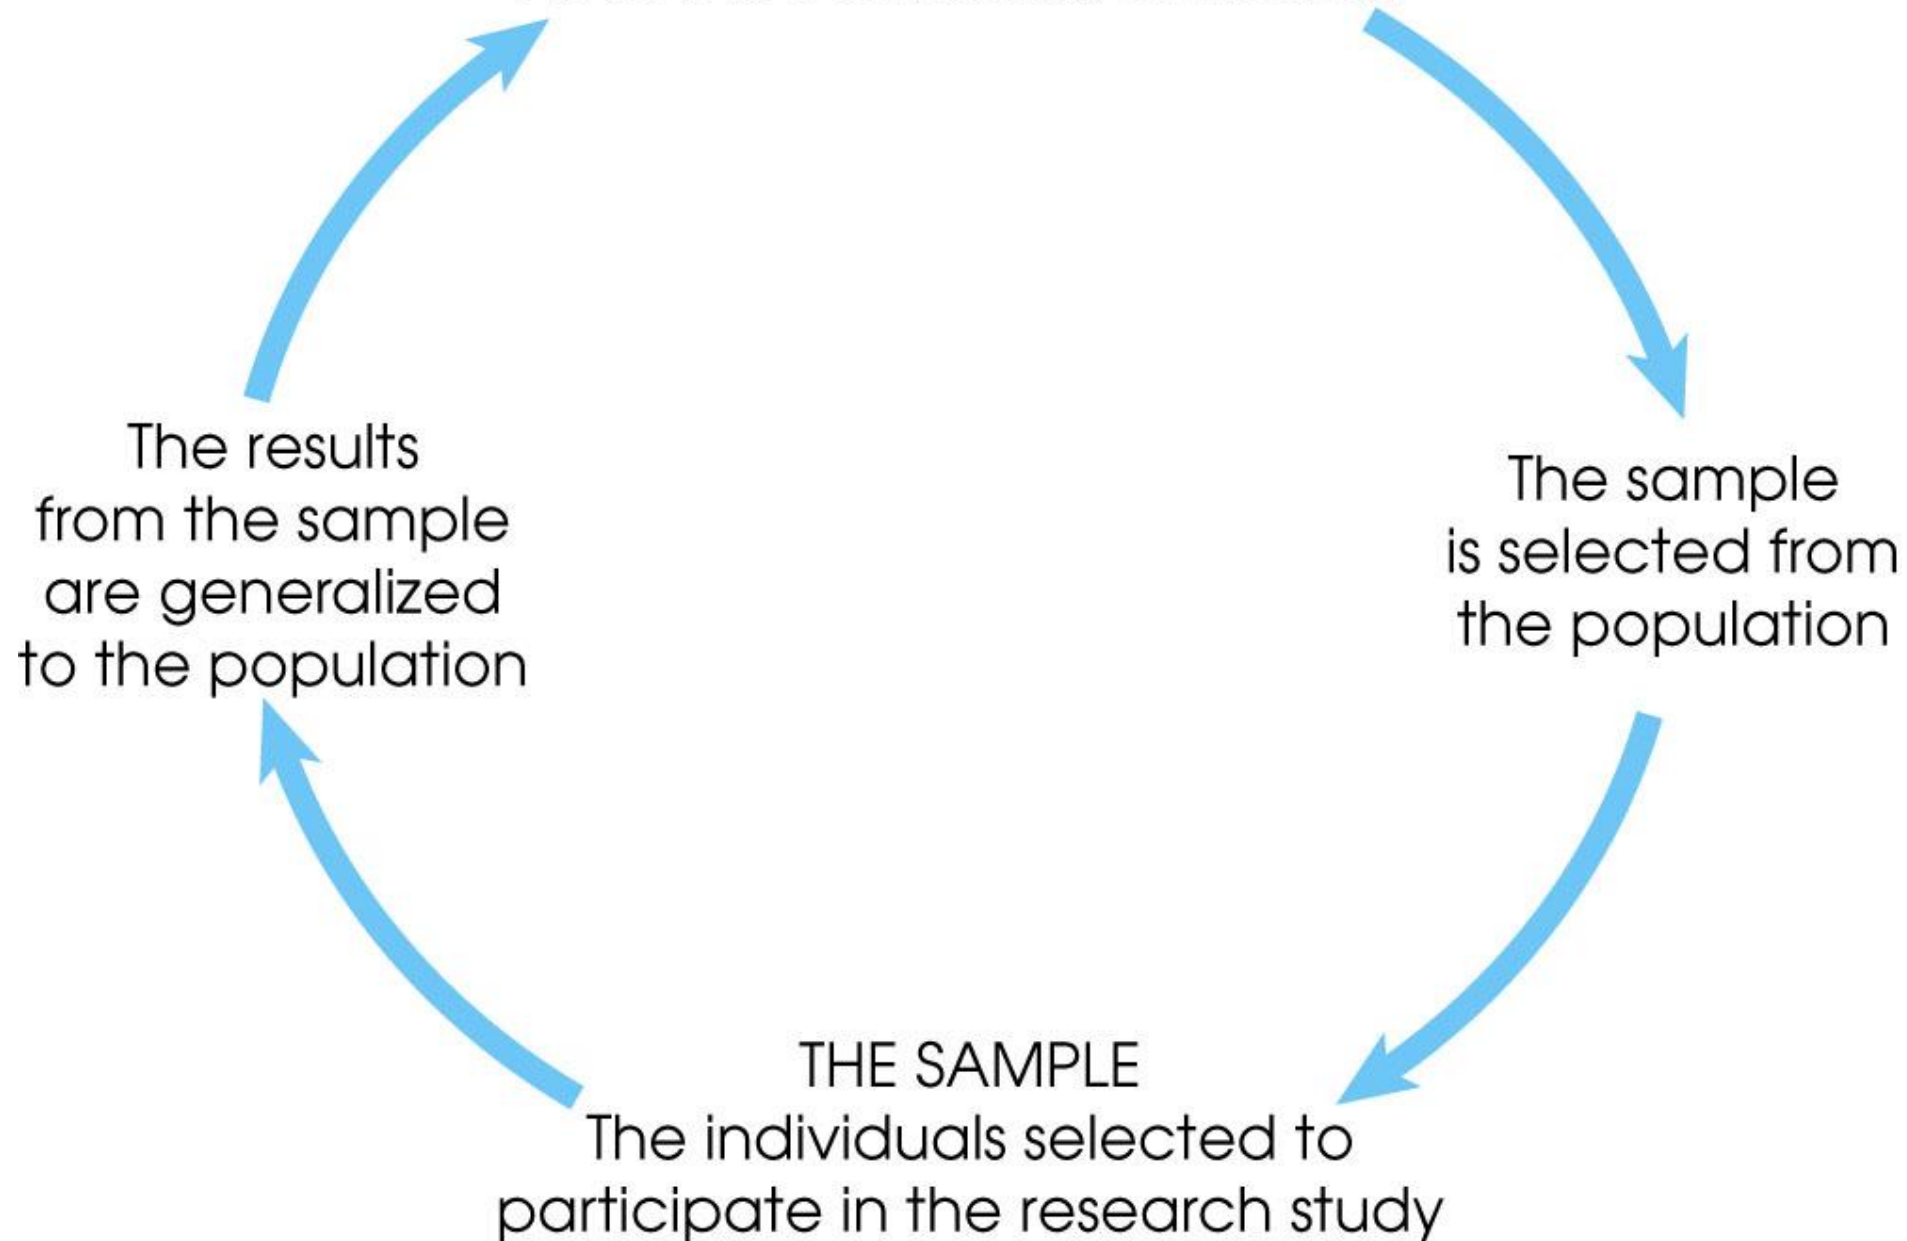 The results
from the sample
are generalized
to the population
The sample
is selected from
the population
THE SAMPLE
The individuals selected to
participate in the research study